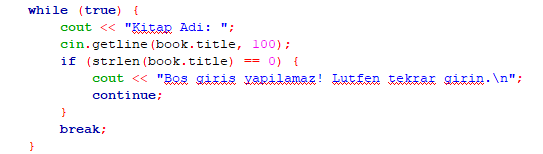 while (true) {
cout << "Kitap Adi: ";
cin.getline(book.title, 100);
if (strlen(book.title) == 0) {
cout << "Bos giris yapilamaz! Lutfen tekrar girin.\n";
continue;
}
break;
}